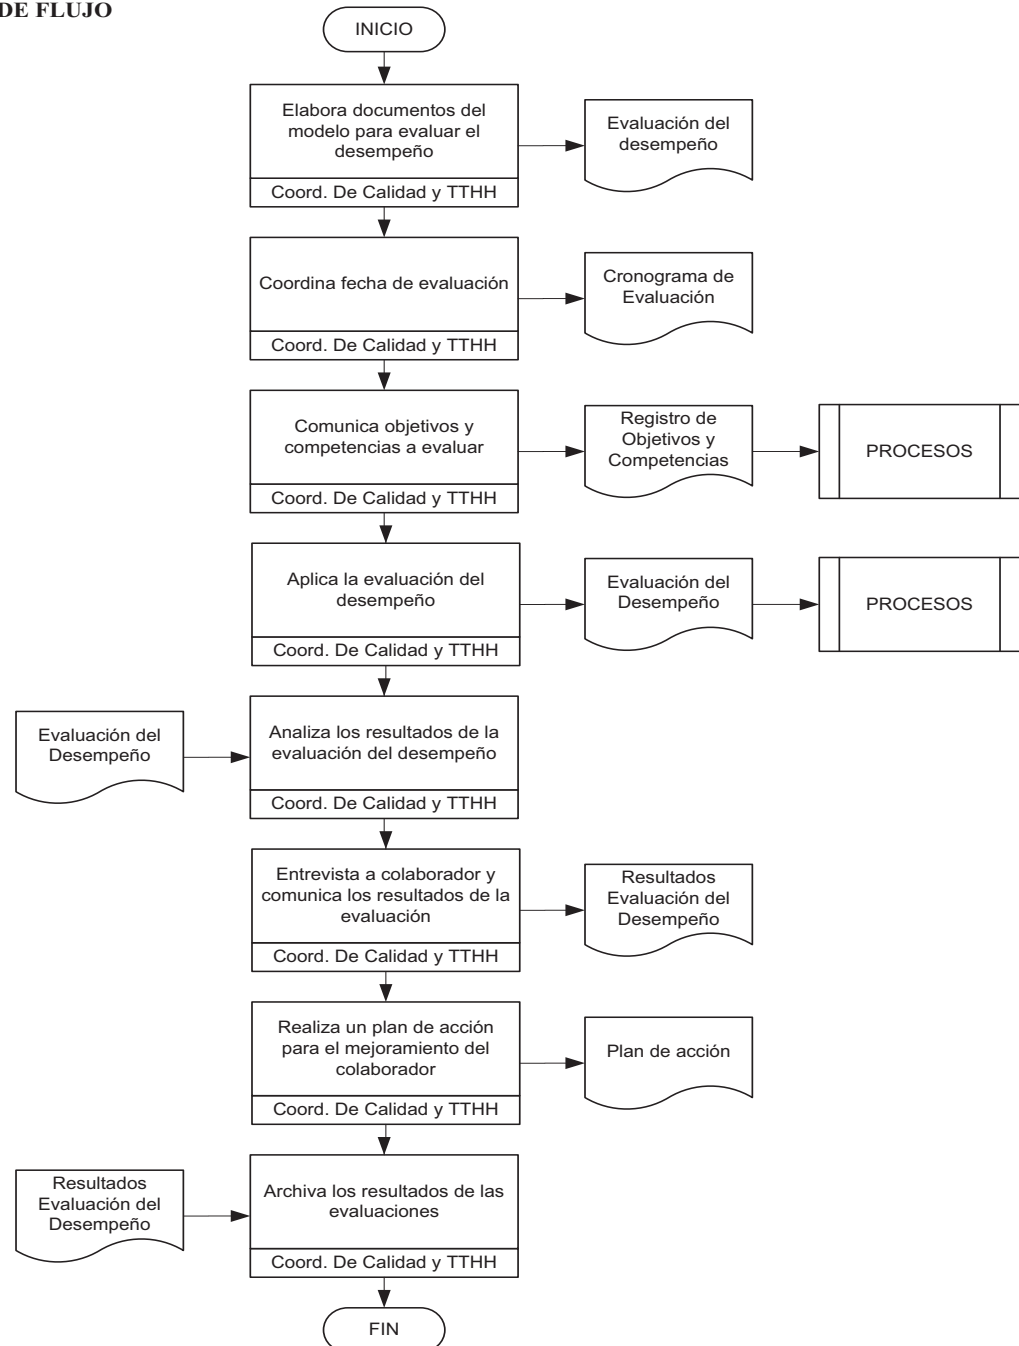 DE FLUJO
INICIO
Elabora documentos del
modelo para evaluar el
desempeño
Coord. De Calidad y TTHH
Evaluación del
desempeño
Coordina fecha de evaluación
Coord. De Calidad y TTHH
Cronograma de
Evaluación
Comunica objetivos y
competencias a evaluar
Coord. De Calidad y TTHH
Registro de
Objetivos y
Competencias
PROCESOS
Aplica la evaluación del
desempeño
Coord. De Calidad y TTHH
Evaluación del
Desempeño
PROCESOS
Evaluación del
Desempeño
Analiza los resultados de la
evaluación del desempeño
Coord. De Calidad y TTHH
Entrevista a colaborador y
comunica los resultados de la
evaluación
Coord. De Calidad y TTHH
Resultados
Evaluación del
Desempeño
Realiza un plan de acción
para el mejoramiento del
colaborador
Coord. De Calidad y TTHH
Plan de acción
Resultados
Evaluación del
Desempeño
Archiva los resultados de las
evaluaciones
Coord. De Calidad y TTHH
FIN